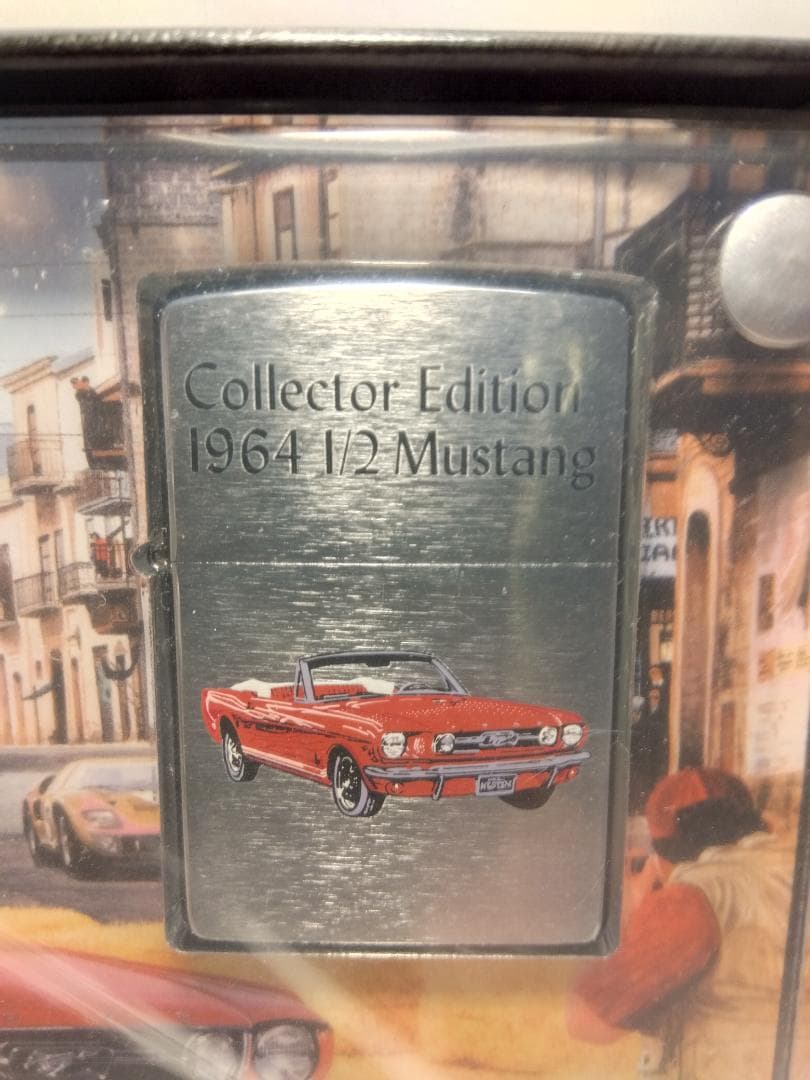 Collector Edition
1964 1/2 Mustang